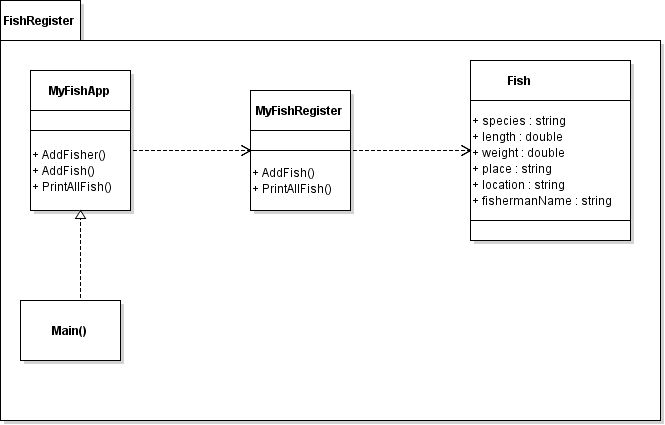 FishRegister
MyFishApp
+ AddFisher()
+ AddFish()
+ PrintAllFish()
MyFishRegister
+ AddFish()
+ PrintAllFish()
Fish
+ species : string
+ length : double
+ weight : double
+ place : string
+ location : string
+ fishermanName : string
Main()